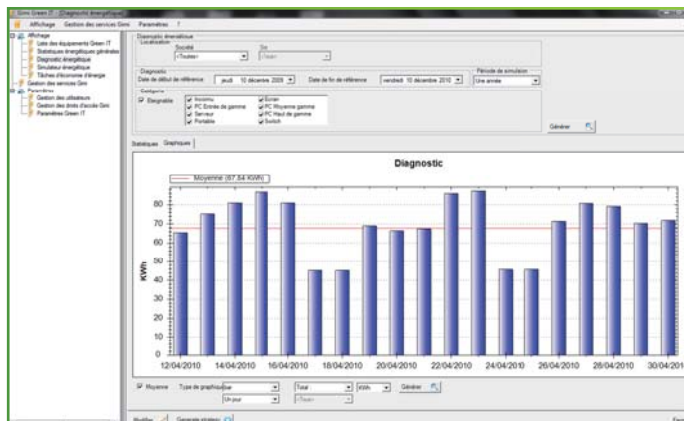 Gimi Green IT - [Diagnostic énergétique]
Affichage Gestion des services Gimi Paramètres ?
Affichage
Liste des équipements Green IT
Statistiques énergétiques générales
Diagnostic énergétique
Simulateur énergétique
Tâches d'économie d'énergie
Gestion des services Gimi
Paramètres
Gestion des utilisateurs
Gestion des droits d'accès Gimi
Paramètres Green IT
Diagnostic énergétique
Localisation
Société
Site
<Toutes>
<Tous>
Diagnostic
Date de début de référence
jeudi 10 décembre 2009
Date de fin de référence
vendredi 10 décembre 2010
Période de simulation
Une année
Eteignable
Inconnu
Ecran
PC Entrée de gamme
PC Moyenne gamme
Serveur
PC Haut de gamme
Portable
Switch
Générer
Statistiques Graphiques
Diagnostic
Moyenne (67.84 KWh)
KWh
80
70
60
50
40
30
20
10
0
12/04/2010 14/04/2010 16/04/2010 18/04/2010 20/04/2010 22/04/2010 24/04/2010 26/04/2010 28/04/2010 30/04/2010
Moyenne Type de graphique bar Total KWh Générer
Un jour <Tous>